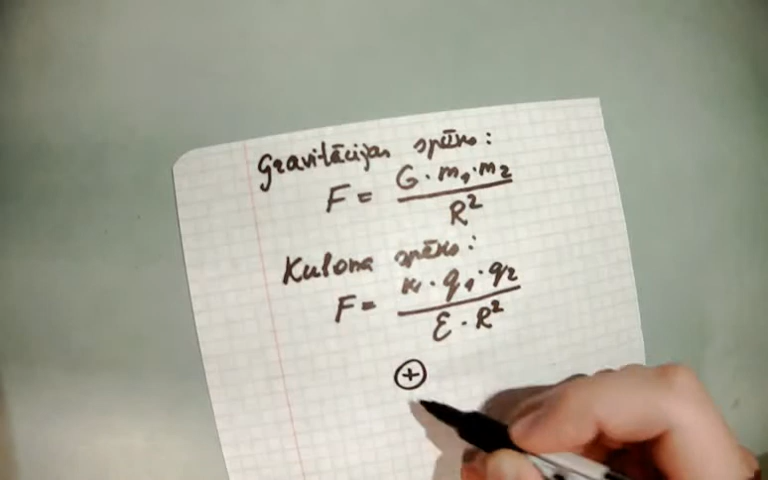 Gravitācijas spēks:
F = G · m₁ · m₂ / R²
Kulona spēks:
F = k · q₁ · q₂ / ε · R²
+